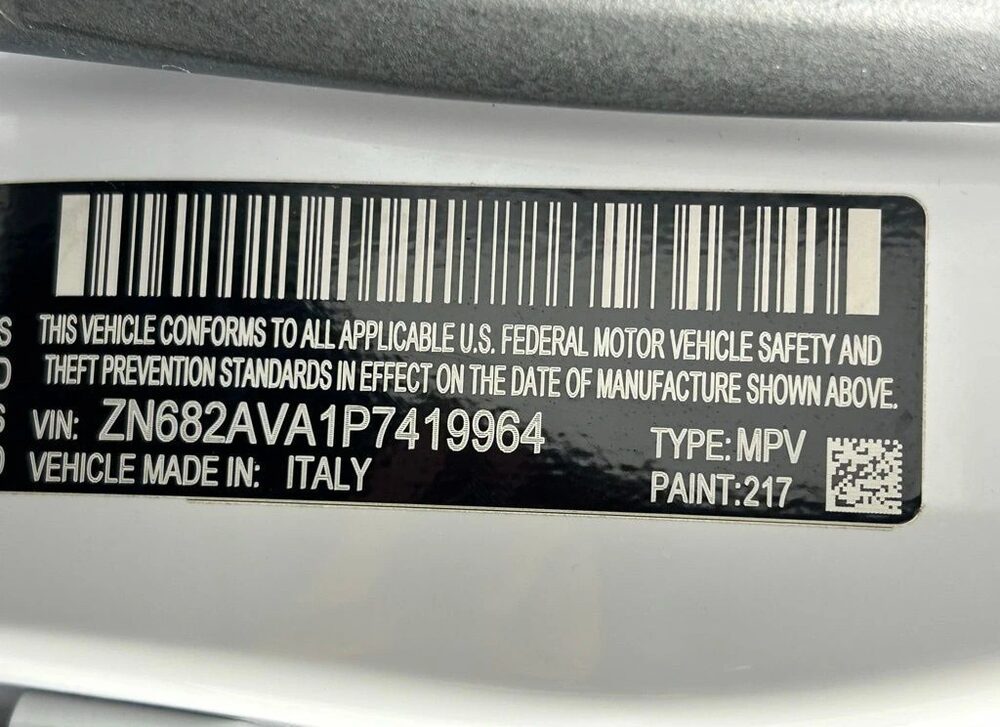 THIS VEHICLE CONFORMS TO ALL APPLICABLE U.S. FEDERAL MOTOR VEHICLE SAFETY AND
THEFT PREVENTION STANDARDS IN EFFECT ON THE DATE OF MANUFACTURE SHOWN ABOVE.
VIN: ZN682AVA1P7419964 TYPE: MPV
VEHICLE MADE IN: ITALY PAINT:217